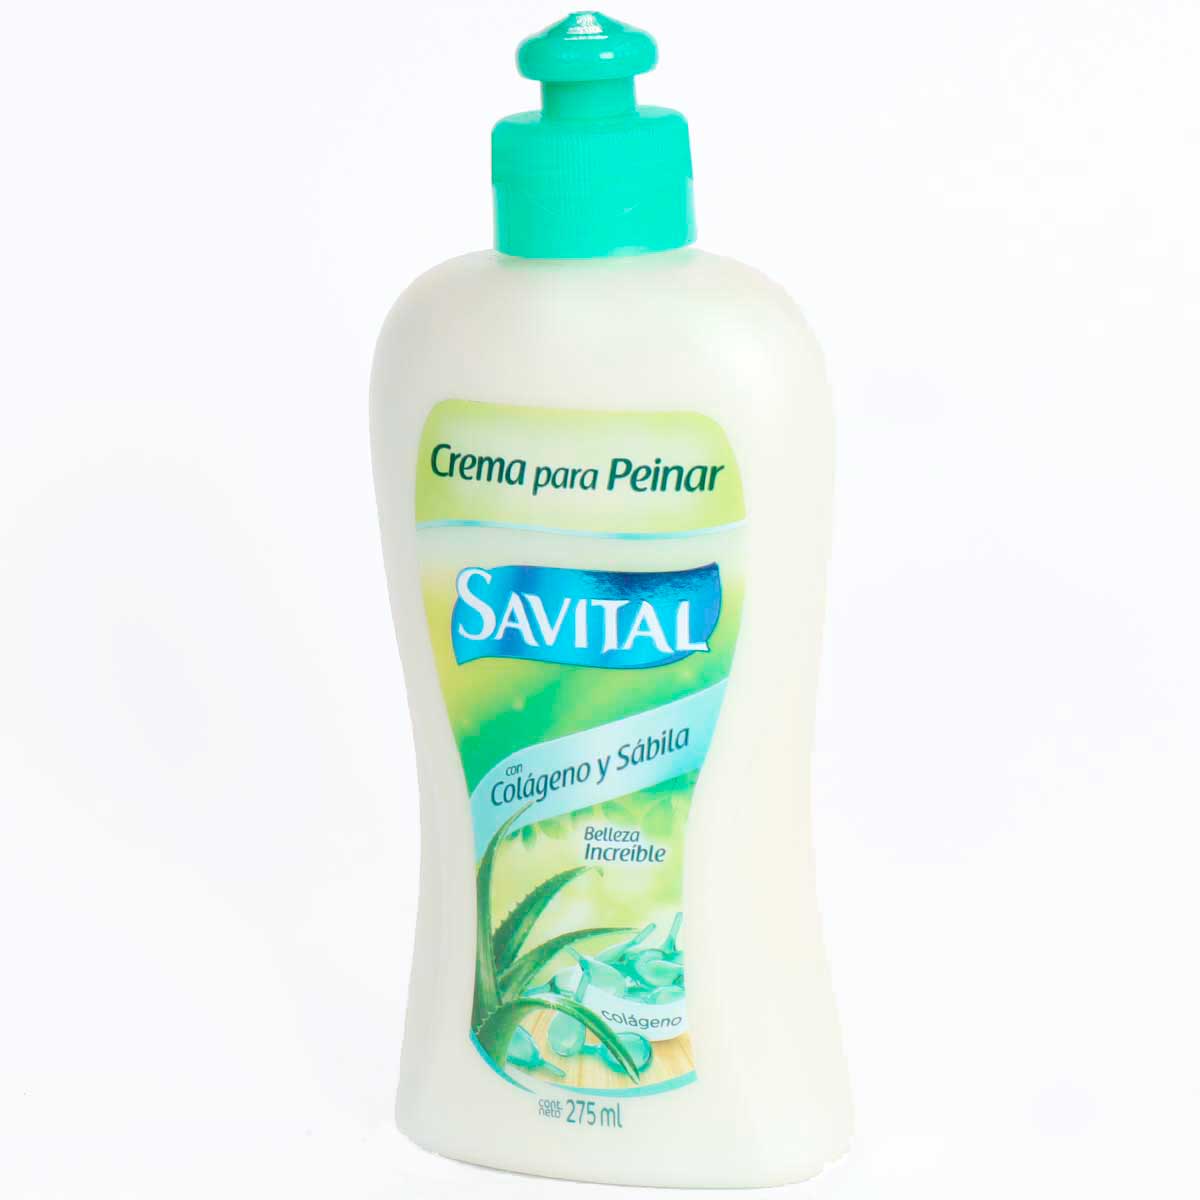 Crema para Peinar
SAVITAL
con
Colágeno y Sábila
Belleza
Increíble
colágeno
cont.
neto 275 ml